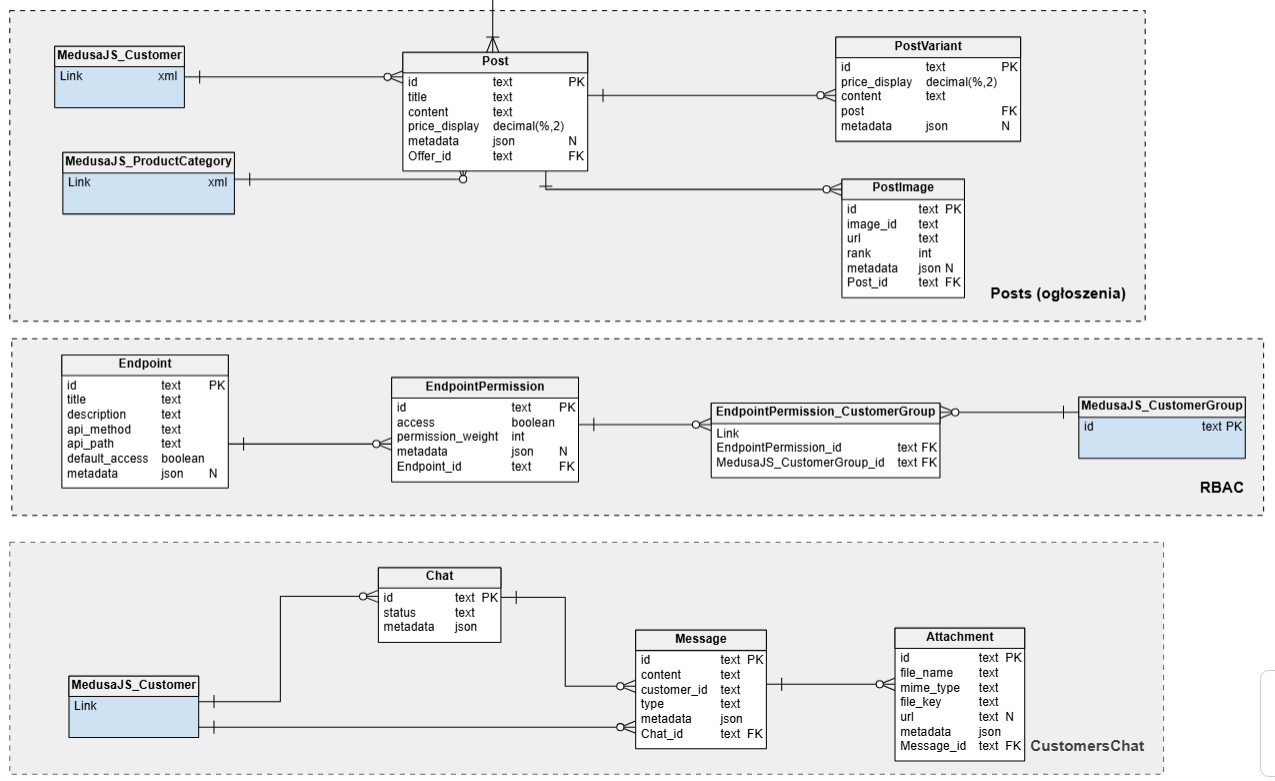 MedusaJS_Customer
Link xml
MedusaJS_ProductCategory
Link xml
Post
id text PK
title text
content text
price_display decimal(%,2)
metadata json N
Offer_id text FK
PostVariant
id text PK
price_display decimal(%,2)
content text
post FK
metadata json N
PostImage
id text PK
image_id text
url text
rank int
metadata json N
Post_id text FK
Posts (ogłoszenia)
Endpoint
id text PK
title text
description text
api_method text
api_path text
default_access boolean
metadata json N
EndpointPermission
id text PK
access boolean
permission_weight int
metadata json N
Endpoint_id text FK
EndpointPermission_CustomerGroup
Link
EndpointPermission_id text FK
MedusaJS_CustomerGroup_id text FK
MedusaJS_CustomerGroup
id text PK
RBAC
Chat
id text PK
status text
metadata json
MedusaJS_Customer
Link
Message
id text PK
content text
customer_id text
type text
metadata json
Chat_id text FK
Attachment
id text PK
file_name text
mime_type text
file_key text
url text N
metadata json
Message_id text FK
CustomersChat